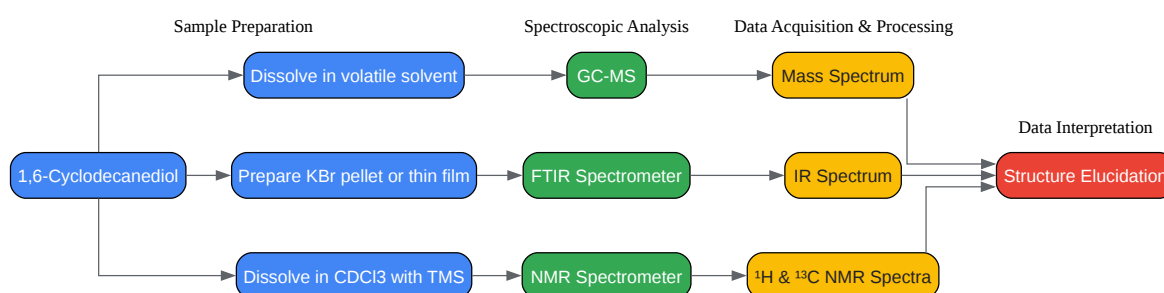 Sample Preparation
Spectroscopic Analysis
Data Acquisition & Processing
Dissolve in volatile solvent
GC-MS
Mass Spectrum
Data Interpretation
1,6-Cyclodecanediol
Prepare KBr pellet or thin film
FTIR Spectrometer
IR Spectrum
Structure Elucidation
Dissolve in CDCl3 with TMS
NMR Spectrometer
¹H & ¹³C NMR Spectra